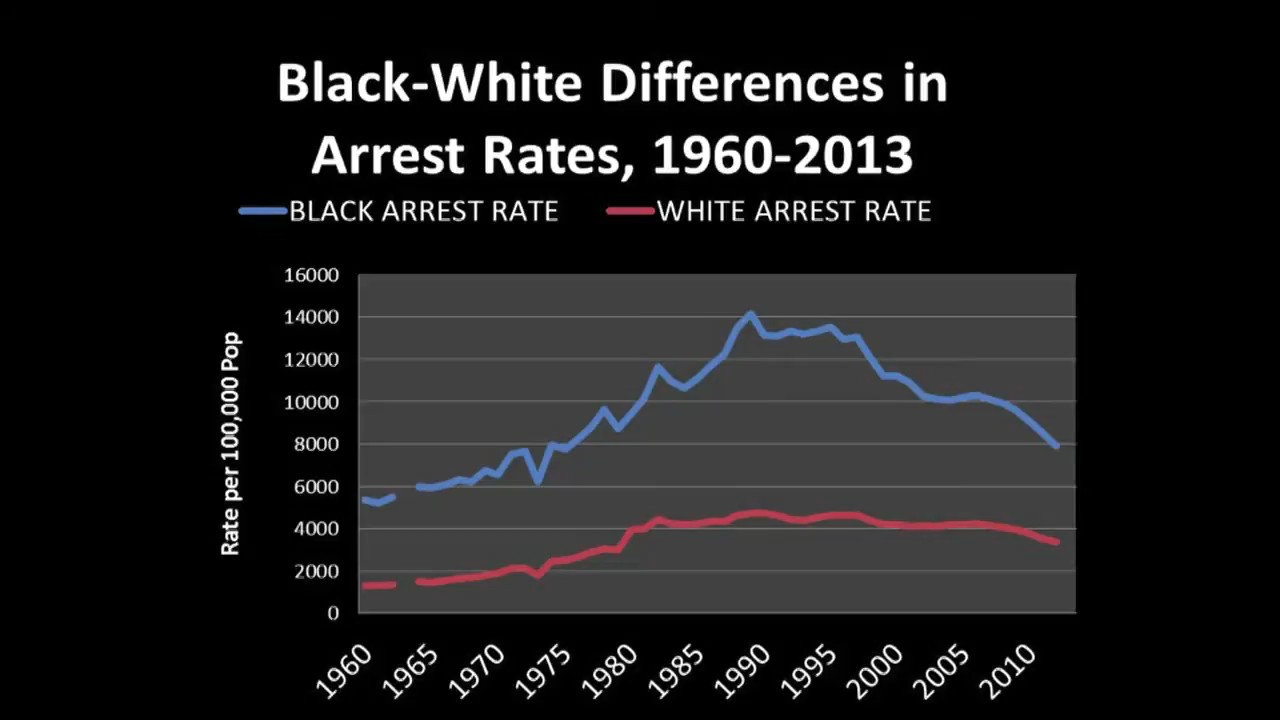 Black-White Differences in
Arrest Rates, 1960-2013
BLACK ARREST RATE WHITE ARREST RATE
Rate per 100,000 Pop
16000
14000
12000
10000
8000
6000
4000
2000
0
1960 1965 1970 1975 1980 1985 1990 1995 2000 2005 2010